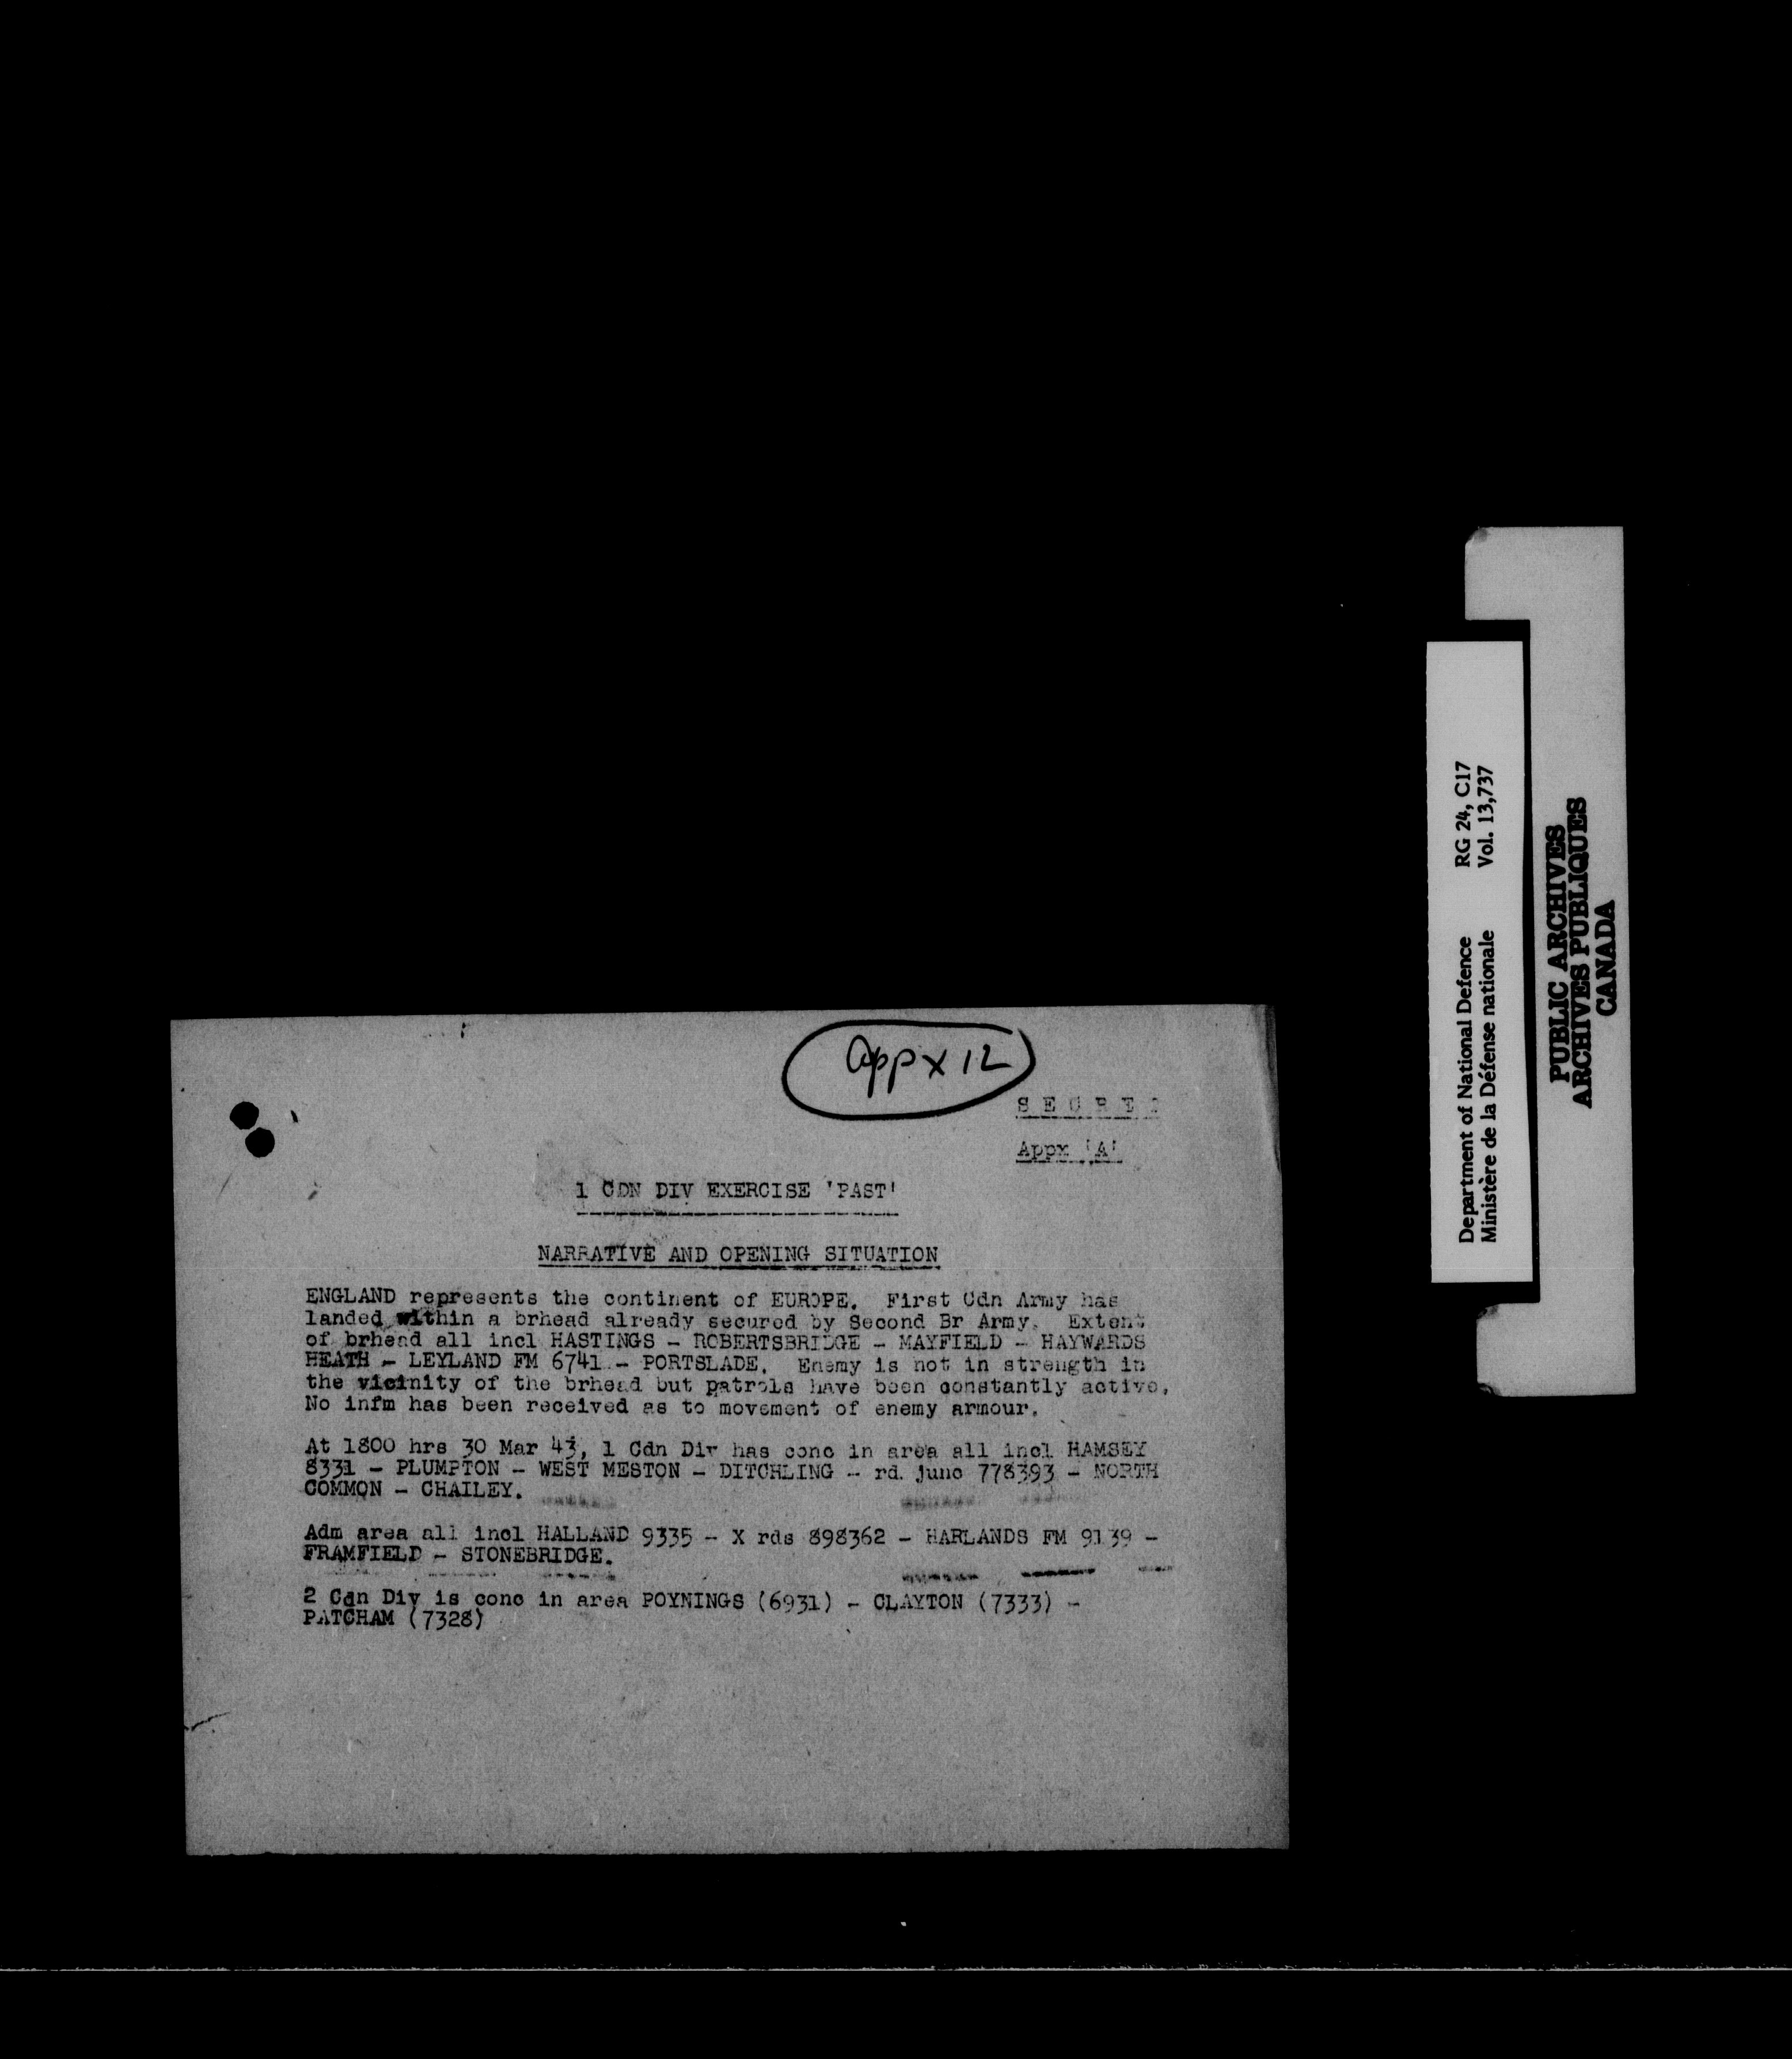 Appx 12
SECRET
Appx 'A'
1 CDN DIV EXERCISE 'PAST'
NARRATIVE AND OPENING SITUATION
ENGLAND represents the continent of EUROPE. First Cdn Army has
landed within a brhead already secured by Second Br Army. Extent
of brhead all incl HASTINGS - ROBERTSBRIDGE - MAYFIELD - HAYWARDS
HEATH - LEYLAND FM 6741 - PORTSLADE. Enemy is not in strength in
the vicinity of the brhead but patrols have been constantly active.
No infm has been received as to movement of enemy armour.
At 1800 hrs 30 Mar 43, 1 Cdn Div has conc in area all incl HAMSEY
8331 - PLUMPTON - WEST MESTON - DITCHLING - rd. junc 778393 - NORTH
COMMON - CHAILEY.
Adm area all incl HALLAND 9335 - X rds 898362 - HARLANDS FM 9139 -
FRAMFIELD - STONEBRIDGE.
2 Cdn Div is conc in area POYNINGS (6931) - CLAYTON (7333) -
PATCHAM (7328)
Department of National Defence RG 24, C17
Ministère de la Défense nationale Vol. 13,737
PUBLIC ARCHIVES
ARCHIVES PUBLIQUES
CANADA